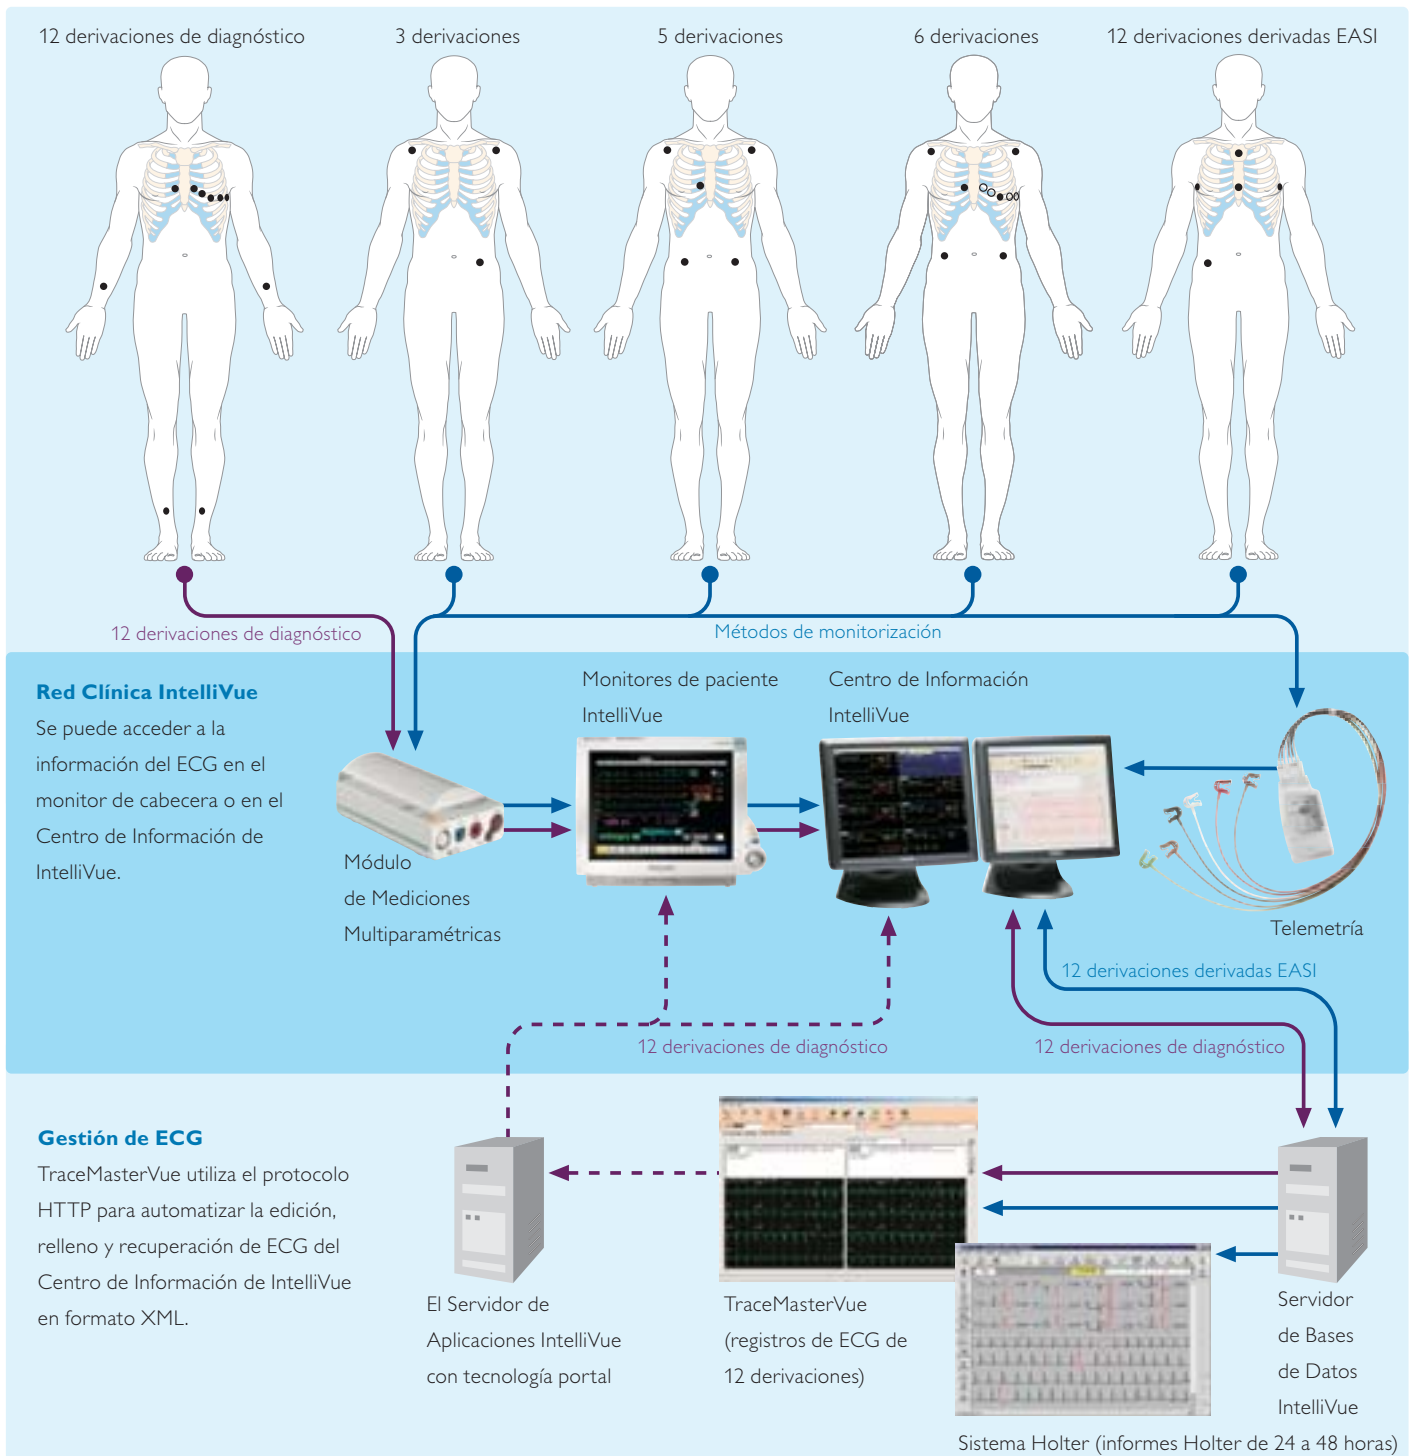 12 derivaciones de diagnóstico
3 derivaciones
5 derivaciones
6 derivaciones
12 derivaciones derivadas EASI
12 derivaciones de diagnóstico
Métodos de monitorización
Red Clínica IntelliVue
Se puede acceder a la
información del ECG en el
monitor de cabecera o en el
Centro de Información de
IntelliVue.
Módulo
de Mediciones
Multiparamétricas
Monitores de paciente
IntelliVue
Centro de Información
IntelliVue
Telemetría
12 derivaciones derivadas EASI
12 derivaciones de diagnóstico
12 derivaciones de diagnóstico
Gestión de ECG
TraceMasterVue utiliza el protocolo
HTTP para automatizar la edición,
relleno y recuperación de ECG del
Centro de Información de IntelliVue
en formato XML.
El Servidor de
Aplicaciones IntelliVue
con tecnología portal
TraceMasterVue
(registros de ECG de
12 derivaciones)
Servidor
de Bases
de Datos
IntelliVue
Sistema Holter (informes Holter de 24 a 48 horas)